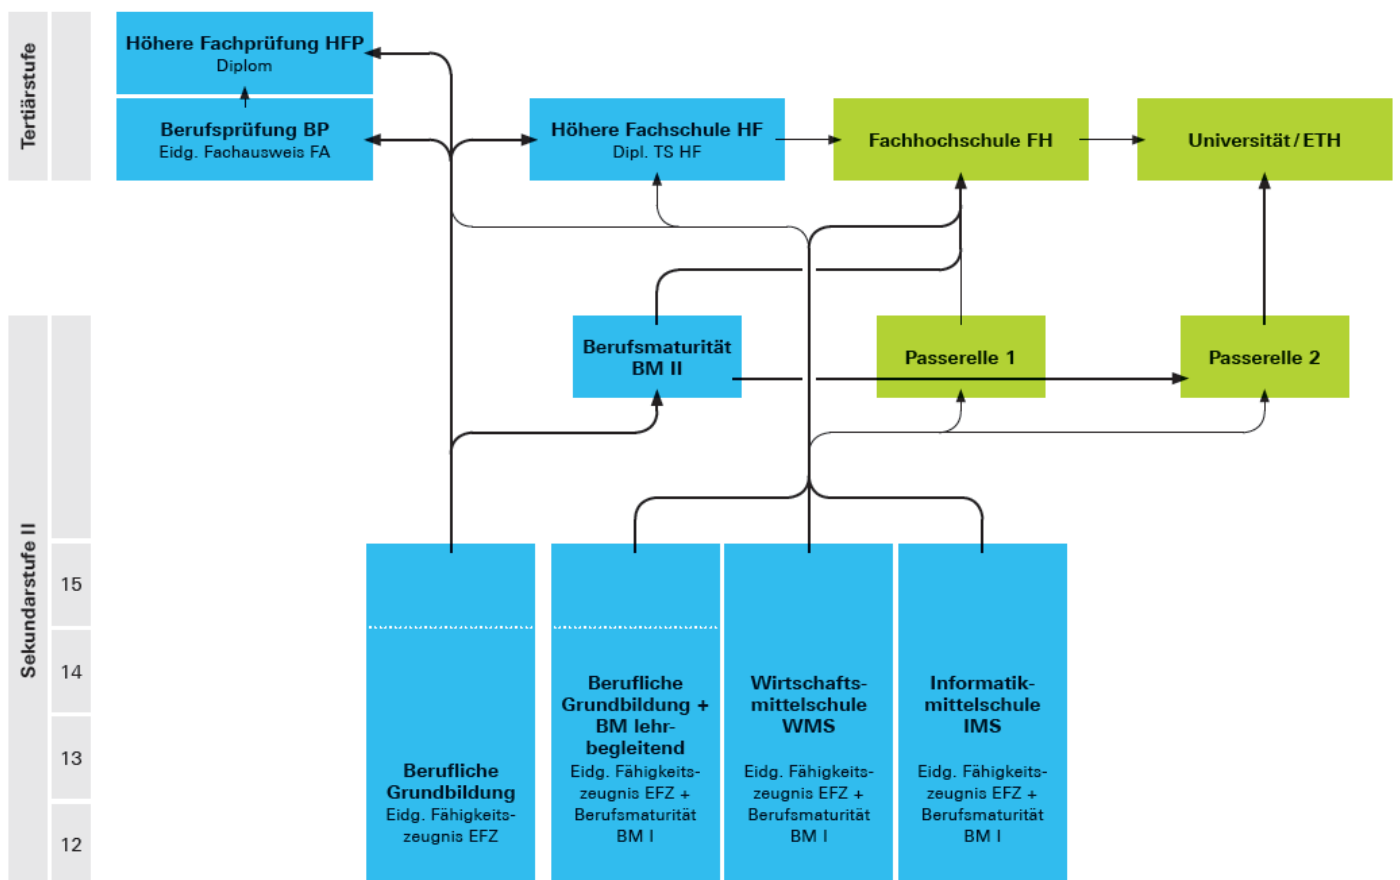 Tertiärstufe
Höhere Fachprüfung HFP
Diplom
Berufsprüfung BP
Eidg. Fachausweis FA
Höhere Fachschule HF
Dipl. TS HF
Fachhochschule FH
Universität/ETH
Sekundarstufe II
Berufsmaturität
BM II
Passerelle 1
Passerelle 2
15
14
13
12
Berufliche
Grundbildung
Eidg. Fähigkeits-
zeugnis EFZ
Berufliche
Grundbildung +
BM lehr-
begleitend
Eidg. Fähigkeits-
zeugnis EFZ +
Berufsmaturität
BM I
Wirtschafts-
mittelschule
WMS
Eidg. Fähigkeits-
zeugnis EFZ +
Berufsmaturität
BM I
Informatik-
mittelschule
IMS
Eidg. Fähigkeits-
zeugnis EFZ +
Berufsmaturität
BM I